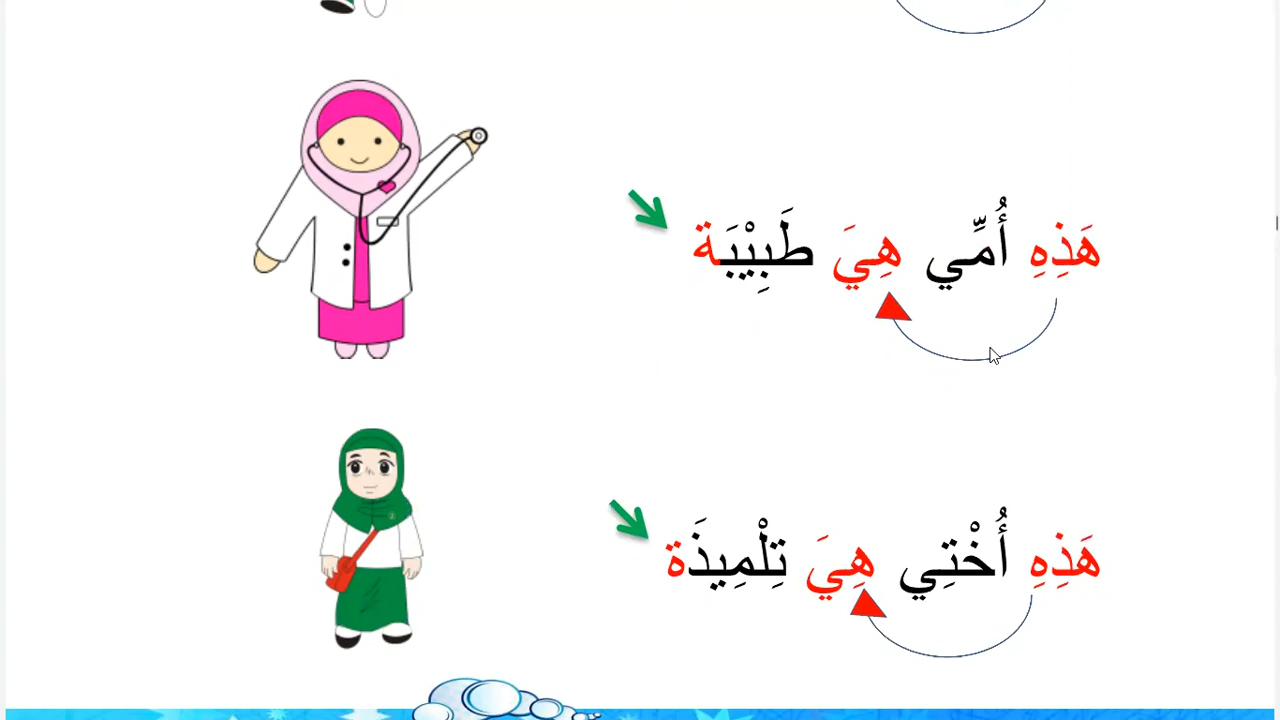 هَذِهِ أُمِّي هِيَ طَبِيْبَة
هَذِهِ أُخْتِي هِيَ تِلْمِيذَة